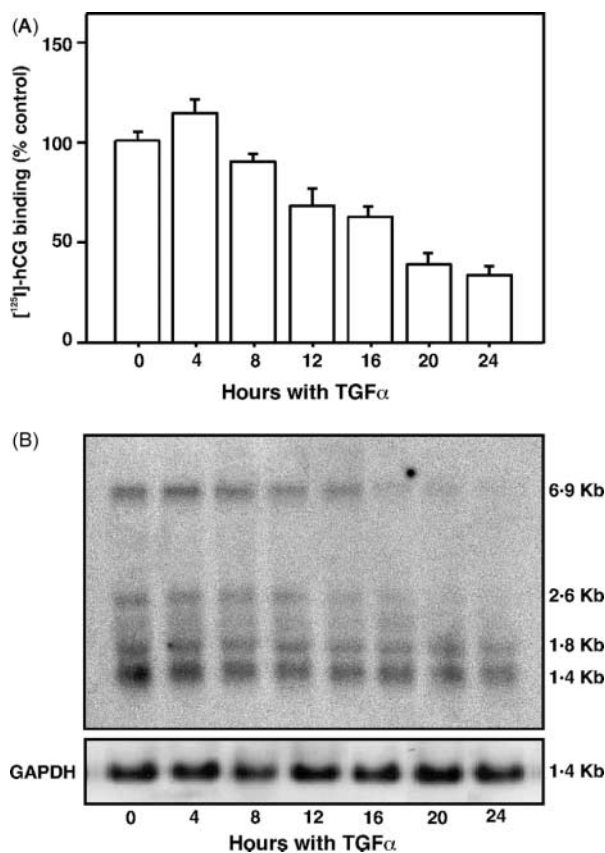 (A)
150
100
50
0
[125I]-hCG binding (% control)
0 4 8 12 16 20 24
Hours with TGFα
(B)
6·9 Kb
2·6 Kb
1·8 Kb
1·4 Kb
GAPDH
1·4 Kb
0 4 8 12 16 20 24
Hours with TGFα